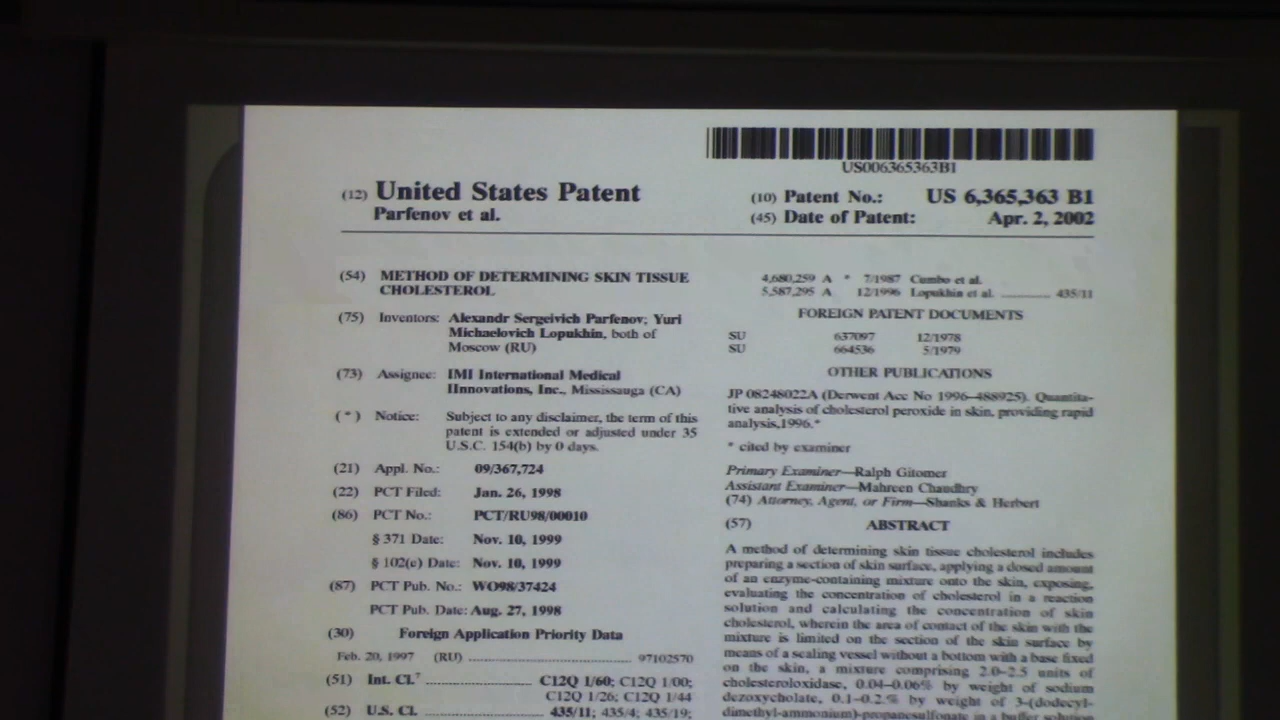 US006365363B1
(12) United States Patent
Parfenov et al.
(10) Patent No.: US 6,365,363 B1
(45) Date of Patent: Apr. 2, 2002
(54) METHOD OF DETERMINING SKIN TISSUE
CHOLESTEROL
(75) Inventors: Alexandr Sergeivich Parfenov; Yuri
Michaelovich Lopukhin, both of
Moscow (RU)
(73) Assignee: IMI International Medical
IInnovations, Inc., Mississauga (CA)
(*) Notice: Subject to any disclaimer, the term of this
patent is extended or adjusted under 35
U.S.C. 154(b) by 0 days.
(21) Appl. No.: 09/367,724
(22) PCT Filed: Jan. 26, 1998
(86) PCT No.: PCT/RU98/00010
§ 371 Date: Nov. 10, 1999
§ 102(e) Date: Nov. 10, 1999
(87) PCT Pub. No.: WO98/37424
PCT Pub. Date: Aug. 27, 1998
(30) Foreign Application Priority Data
Feb. 20, 1997 (RU) ........................................ 97102570
(51) Int. Cl.7 ...................... C12Q 1/60; C12Q 1/00;
C12Q 1/26; C12Q 1/44
(52) U.S. Cl. ...................... 435/11; 435/4; 435/19;
4,680,259 A * 7/1987 Cumbo et al.
5,587,295 A 12/1996 Lopukhin et al. ............ 435/11
FOREIGN PATENT DOCUMENTS
SU 637097 12/1978
SU 664536 5/1979
OTHER PUBLICATIONS
JP 08248022A (Derwent Acc No 1996–488925). Quantita-
tive analysis of cholesterol peroxide in skin, providing rapid
analysis,1996.*
* cited by examiner
Primary Examiner—Ralph Gitomer
Assistant Examiner—Mahreen Chaudhry
(74) Attorney, Agent, or Firm—Shanks & Herbert
(57) ABSTRACT
A method of determining skin tissue cholesterol includes
preparing a section of skin surface, applying a dosed amount
of an enzyme-containing mixture onto the skin, exposing,
evaluating the concentration of cholesterol in a reaction
solution and calculating the concentration of skin
cholesterol, wherein the area of contact of the skin with the
mixture is limited on the section of the skin surface by
means of a sealing vessel without a bottom with a base fixed
on the skin, a mixture comprising 2.0–2.5 units of
cholesteroloxidase, 0.04–0.06% by weight of sodium
dezoxycholate, 0.1–0.2% by weight of 3-(dodecyl-
dimethyl-ammonium)-propanesulfonate in a buffer solution